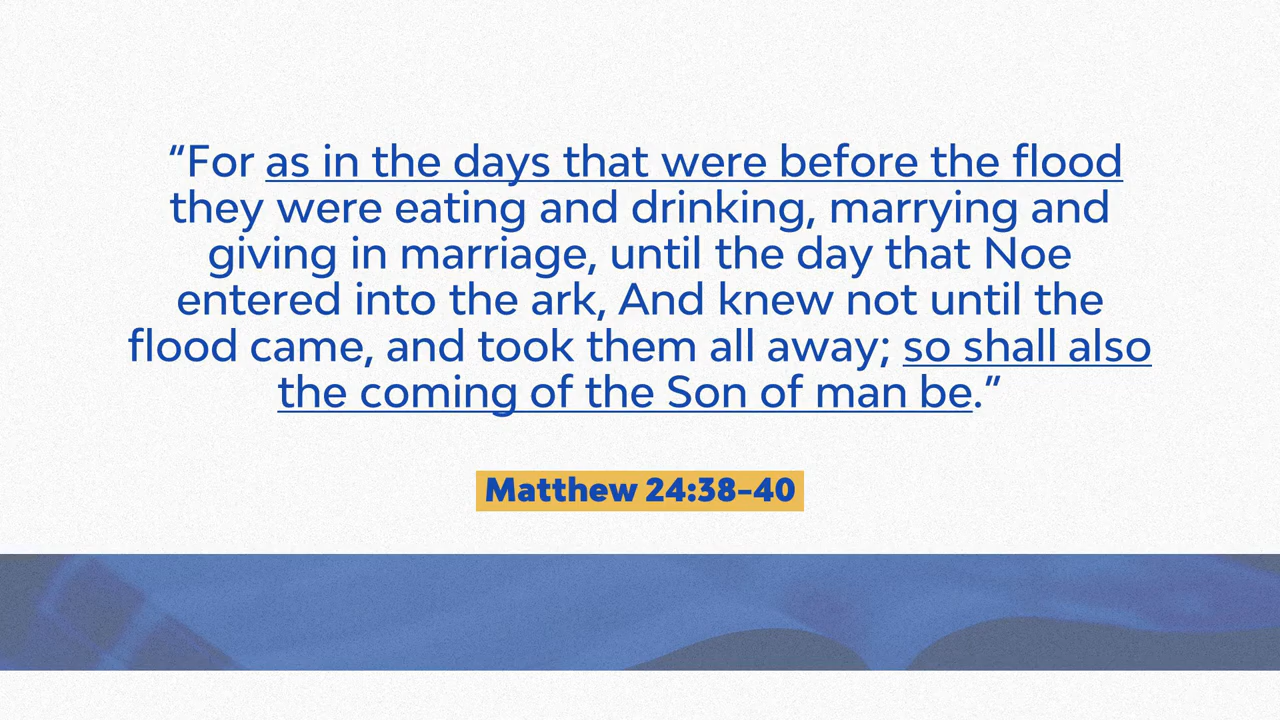 “For as in the days that were before the flood
they were eating and drinking, marrying and
giving in marriage, until the day that Noe
entered into the ark, And knew not until the
flood came, and took them all away; so shall also
the coming of the Son of man be.”
Matthew 24:38–40